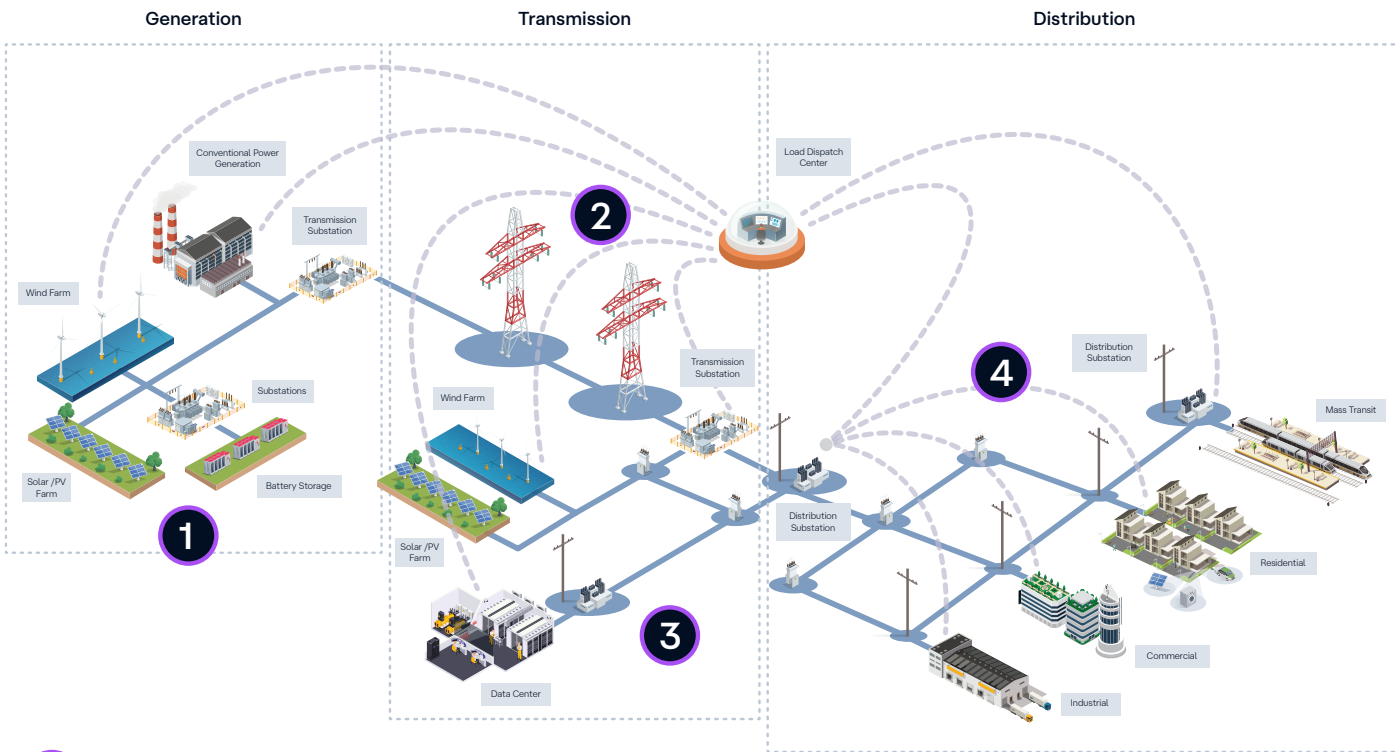 Generation
Transmission
Distribution
Conventional Power
Generation
Load Dispatch
Center
2
Transmission
Substation
Wind Farm
Distribution
Substation
4
Transmission
Substation
Substations
Wind Farm
Mass Transit
Solar /PV
Farm
Battery Storage
1
Distribution
Substation
Solar /PV
Farm
Residential
3
Commercial
Data Center
Industrial